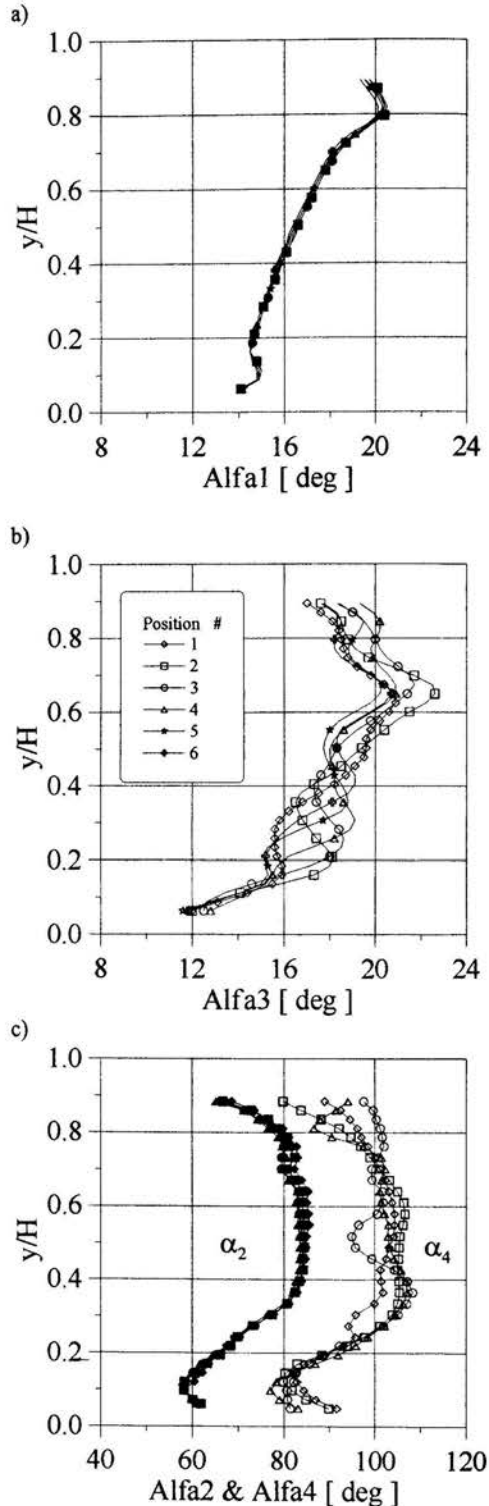 a)
1.0
0.8
0.6
0.4
0.2
0.0
y/H
8 12 16 20 24
Alfa1 [ deg ]
b)
1.0
0.8
0.6
0.4
0.2
0.0
y/H
Position #
1
2
3
4
5
6
8 12 16 20 24
Alfa3 [ deg ]
c)
1.0
0.8
0.6
0.4
0.2
0.0
y/H
α2
α4
40 60 80 100 120
Alfa2 & Alfa4 [ deg ]